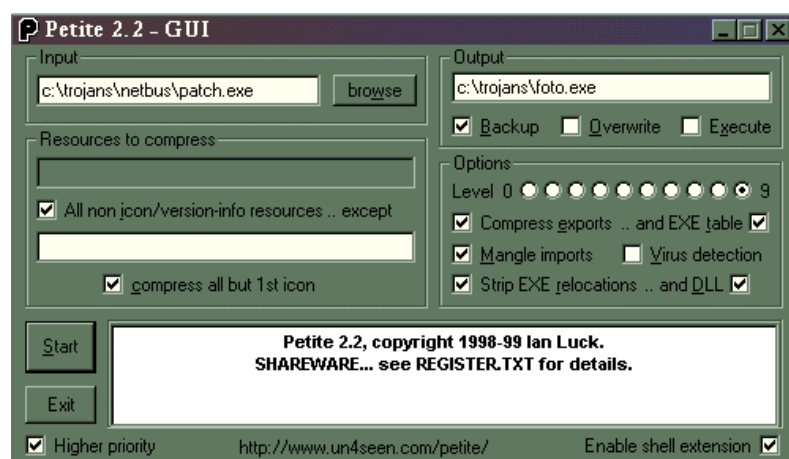 Petite 2.2 - GUI
Input
c:\trojans\netbus\patch.exe
browse
Output
c:\trojans\foto.exe
Backup
Overwrite
Execute
Resources to compress
All non icon/version-info resources .. except
compress all but 1st icon
Options
Level 0 9
Compress exports .. and EXE table
Mangle imports
Virus detection
Strip EXE relocations .. and DLL
Start
Exit
Petite 2.2, copyright 1998-99 Ian Luck.
SHAREWARE... see REGISTER.TXT for details.
Higher priority
http://www.un4seen.com/petite/
Enable shell extension